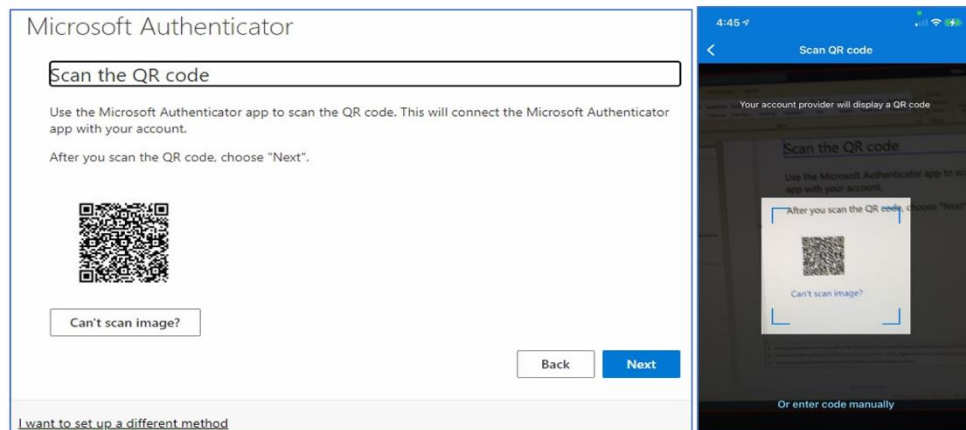 Microsoft Authenticator
Scan the QR code
Use the Microsoft Authenticator app to scan the QR code. This will connect the Microsoft Authenticator
app with your account.
After you scan the QR code, choose "Next".
Can't scan image?
Back
Next
I want to set up a different method
4:45
Scan QR code
Your account provider will display a QR code
Scan the QR code
Use the Microsoft Authenticator app to
app with your account.
After you scan the QR code, choose "Next"
Can't scan image?
Or enter code manually